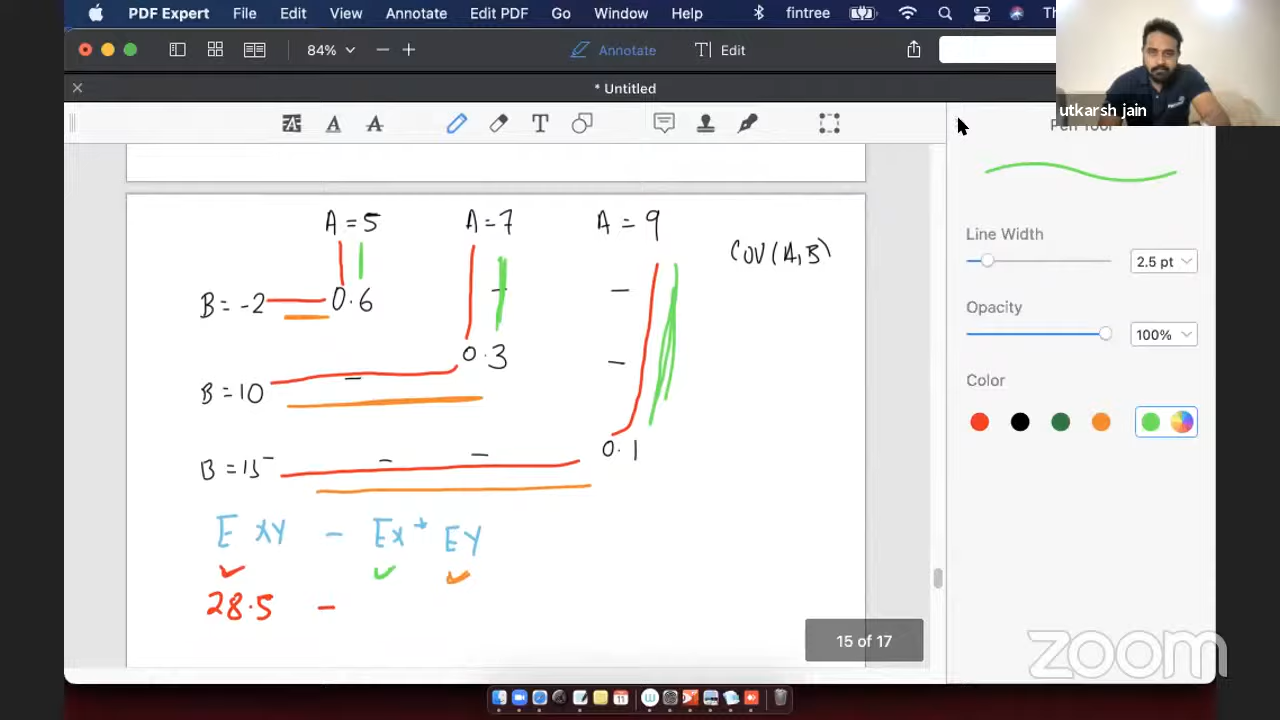 PDF Expert File Edit View Annotate Edit PDF Go Window Help fintree
84% Annotate Edit
* Untitled
utkarsh jain
Pen Tool
Line Width
2.5 pt
Opacity
100%
Color
A = 5 A = 7 A = 9
COV(A,B)
B = -2 0.6 - -
0.3 -
B = 10 -
0.1
B = 15 - -
E XY - EX * EY
28.5 -
15 of 17
zoom